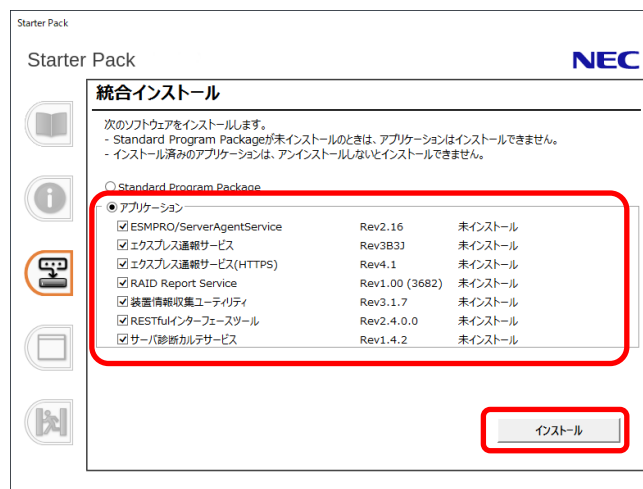 Starter Pack
Starter Pack
NEC
統合インストール
次のソフトウェアをインストールします。
- Standard Program Packageが未インストールのときは、アプリケーションはインストールできません。
- インストール済みのアプリケーションは、アンインストールしないとインストールできません。
Standard Program Package
アプリケーション
ESMPRO/ServerAgentService Rev2.16 未インストール
エクスプレス通報サービス Rev3B3J 未インストール
エクスプレス通報サービス(HTTPS) Rev4.1 未インストール
RAID Report Service Rev1.00 (3682) 未インストール
装置情報収集ユーティリティ Rev3.1.7 未インストール
RESTfulインターフェースツール Rev2.4.0.0 未インストール
サーバ診断カルテサービス Rev1.4.2 未インストール
インストール